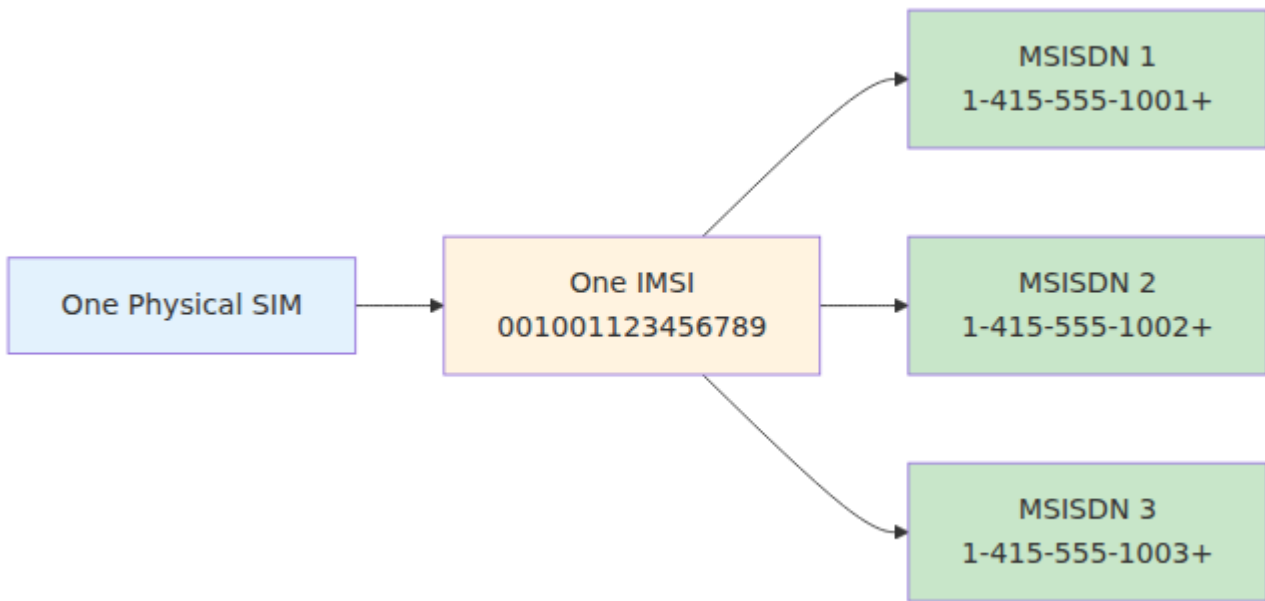 One Physical SIM
One IMSI
001001123456789
MSISDN 1
1-415-555-1001+
MSISDN 2
1-415-555-1002+
MSISDN 3
1-415-555-1003+